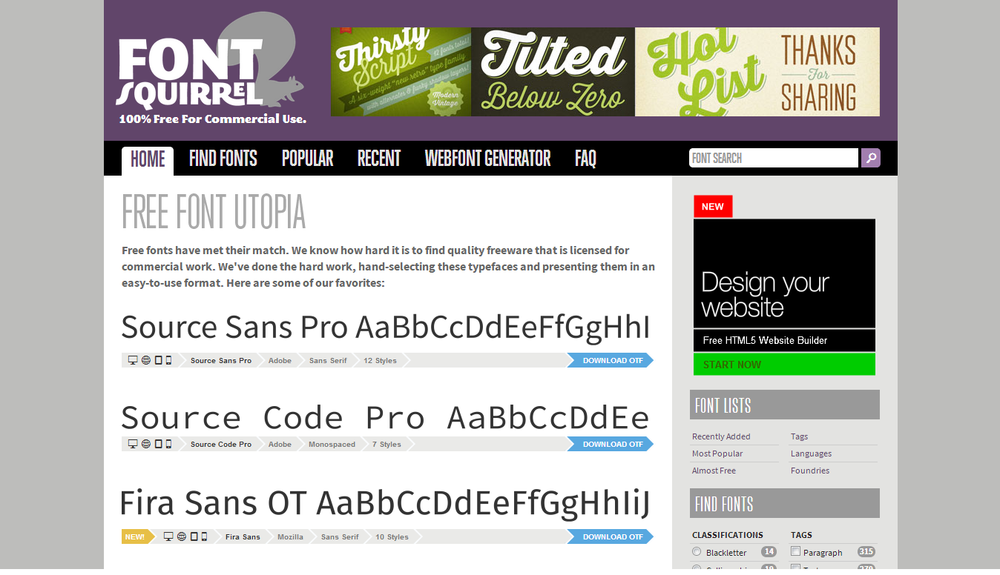 FONT
SQUIRREL
100% Free For Commercial Use.
Thirsty
Script
12 fonts total!
A six-weight "new retro" type family
with alternates & funky shadow layers!
Modern
Vintage
Tilted
Below Zero
Hot
List
THANKS
For
SHARING
HOME FIND FONTS POPULAR RECENT WEBFONT GENERATOR FAQ FONT SEARCH
FREE FONT UTOPIA
Free fonts have met their match. We know how hard it is to find quality freeware that is licensed for
commercial work. We've done the hard work, hand-selecting these typefaces and presenting them in an
easy-to-use format. Here are some of our favorites:
Source Sans Pro AaBbCcDdEeFfGgHhI
Source Sans Pro Adobe Sans Serif 12 Styles DOWNLOAD OTF
Source Code Pro AaBbCcDdEe
Source Code Pro Adobe Monospaced 7 Styles DOWNLOAD OTF
Fira Sans OT AaBbCcDdEeFfGgHhIiJ
NEW! Fira Sans Mozilla Sans Serif 10 Styles DOWNLOAD OTF
NEW
Design your
website
Free HTML5 Website Builder
START NOW
FONT LISTS
Recently Added Tags
Most Popular Languages
Almost Free Foundries
FIND FONTS
CLASSIFICATIONS TAGS
Blackletter 14 Paragraph 315